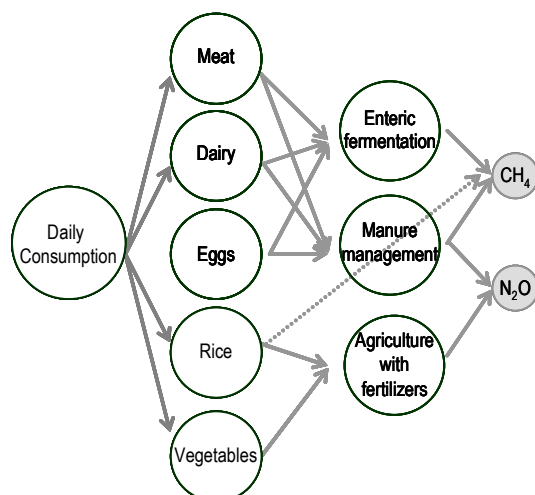 Meat
Dairy
Eggs
Rice
Vegetables
Daily
Consumption
Enteric
fermentation
Manure
management
Agriculture
with
fertilizers
CH₄
N₂O